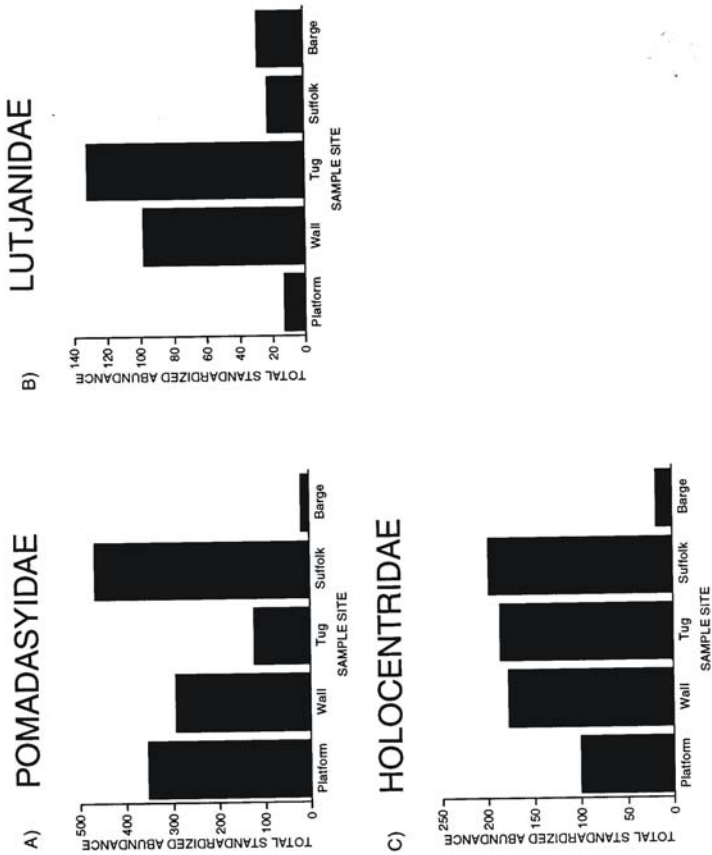 A) POMADASYIDAE
TOTAL STANDARDIZED ABUNDANCE
500
400
300
200
100
0
Platform Wall Tug Suffolk Barge
SAMPLE SITE
B) LUTJANIDAE
TOTAL STANDARDIZED ABUNDANCE
140
120
100
80
60
40
20
0
Platform Wall Tug Suffolk Barge
SAMPLE SITE
C) HOLOCENTRIDAE
TOTAL STANDARDIZED ABUNDANCE
250
200
150
100
50
0
Platform Wall Tug Suffolk Barge
SAMPLE SITE